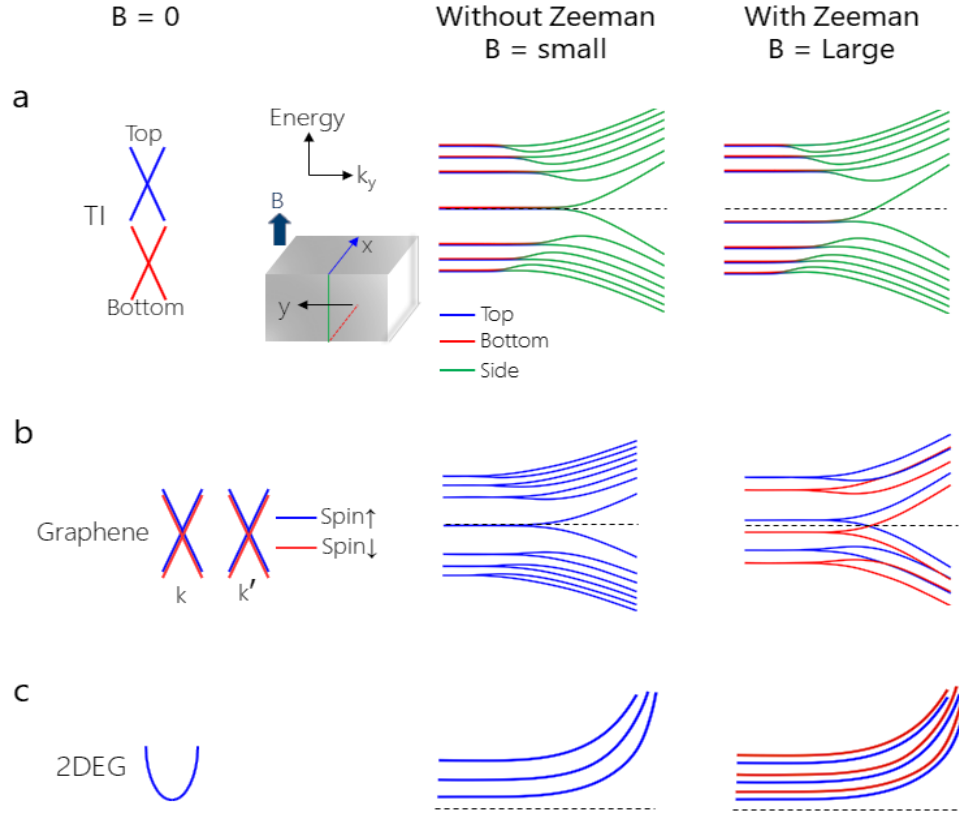 B = 0
Without Zeeman
B = small
With Zeeman
B = Large
a
Top
TI
Bottom
Energy
k_y
B
x
y
Top
Bottom
Side
b
Graphene
k
k′
Spin↑
Spin↓
c
2DEG